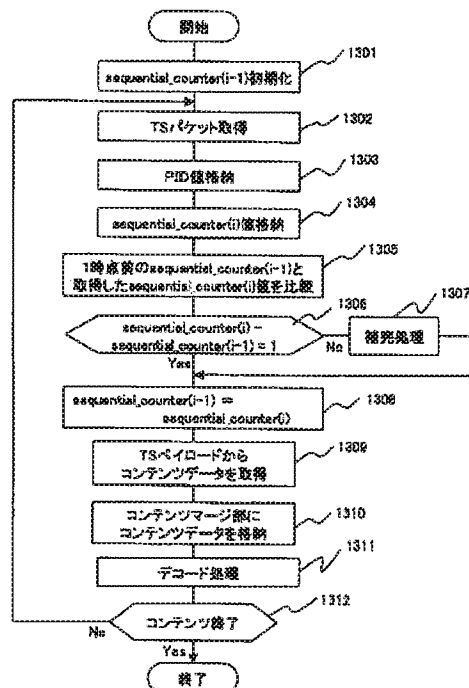 開始
sequential_counter(i-1)初期化
1301
TSパケット取得
1302
PID値格納
1303
sequential_counter(i)値格納
1304
1時点前のsequential_counter(i-1)と
取得したsequential_counter(i)値を比較
1305
sequential_counter(i) –
sequential_counter(i-1) = 1
1306
No
補完処理
1307
Yes
sequential_counter(i-1) =
sequential_counter(i)
1308
TSペイロードから
コンテンツデータを取得
1309
コンテンツマージ部に
コンテンツデータを格納
1310
デコード処理
1311
コンテンツ終了
1312
No
Yes
終了